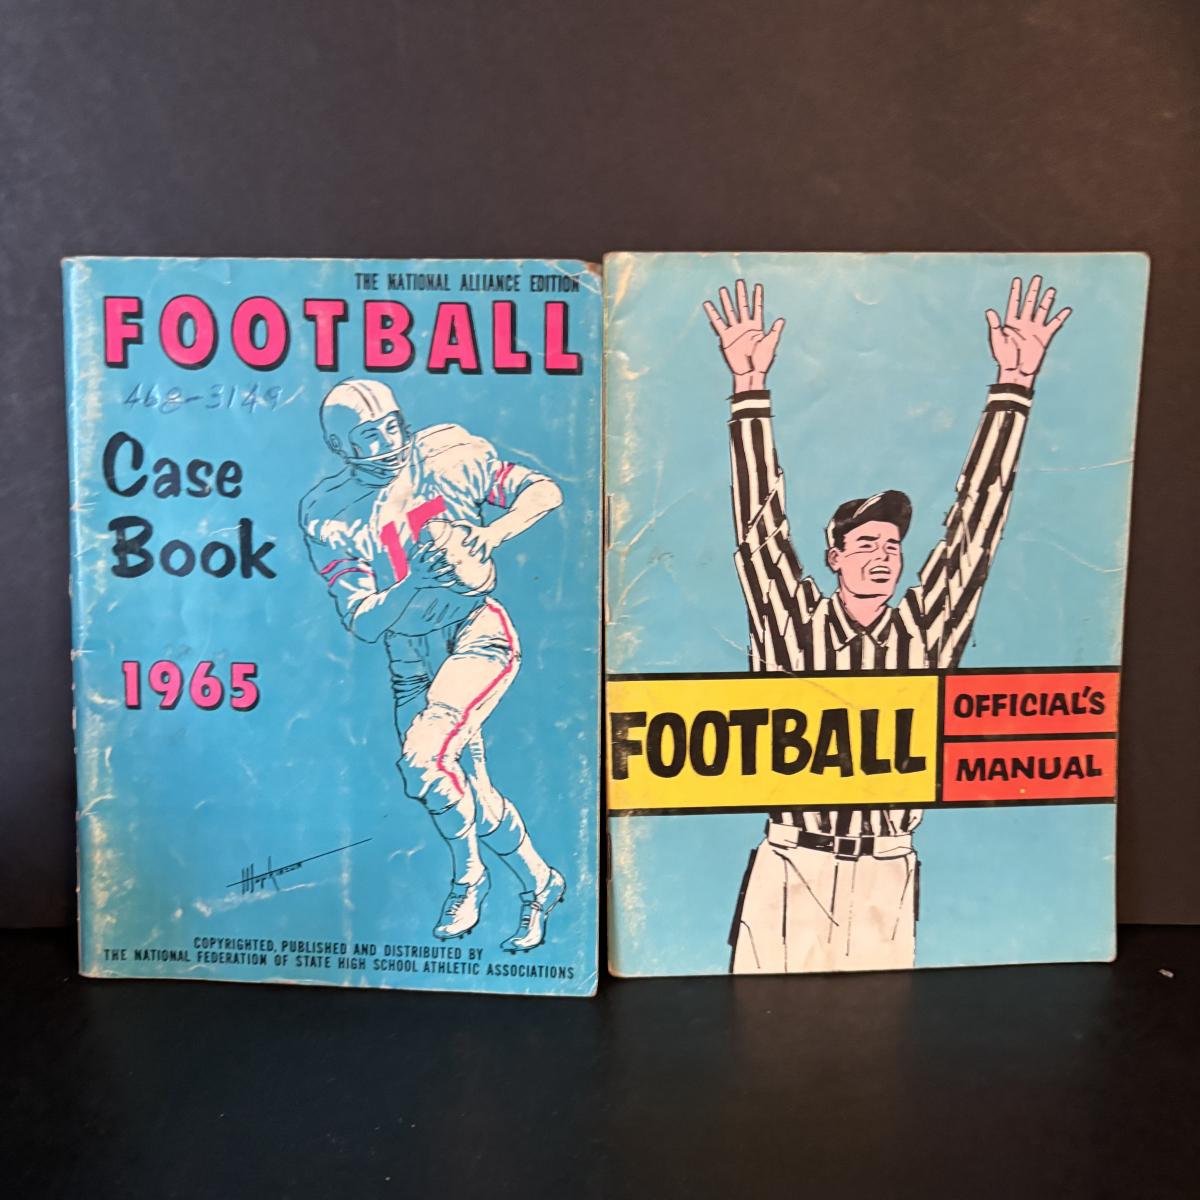 THE NATIONAL ALLIANCE EDITION
FOOTBALL
468-3149
Case
Book
1965
COPYRIGHTED, PUBLISHED AND DISTRIBUTED BY
THE NATIONAL FEDERATION OF STATE HIGH SCHOOL ATHLETIC ASSOCIATIONS
FOOTBALL
OFFICIAL'S
MANUAL